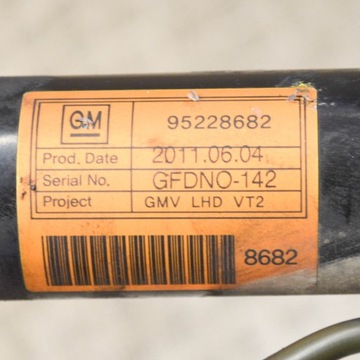 GM 95228682
Prod. Date 2011.06.04
Serial No. GFDNO-142
Project GMV LHD VT2
8682